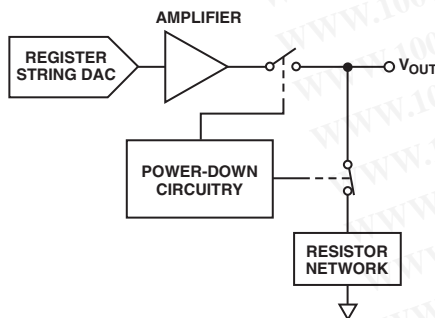 AMPLIFIER
REGISTER
STRING DAC
VOUT
POWER-DOWN
CIRCUITRY
RESISTOR
NETWORK